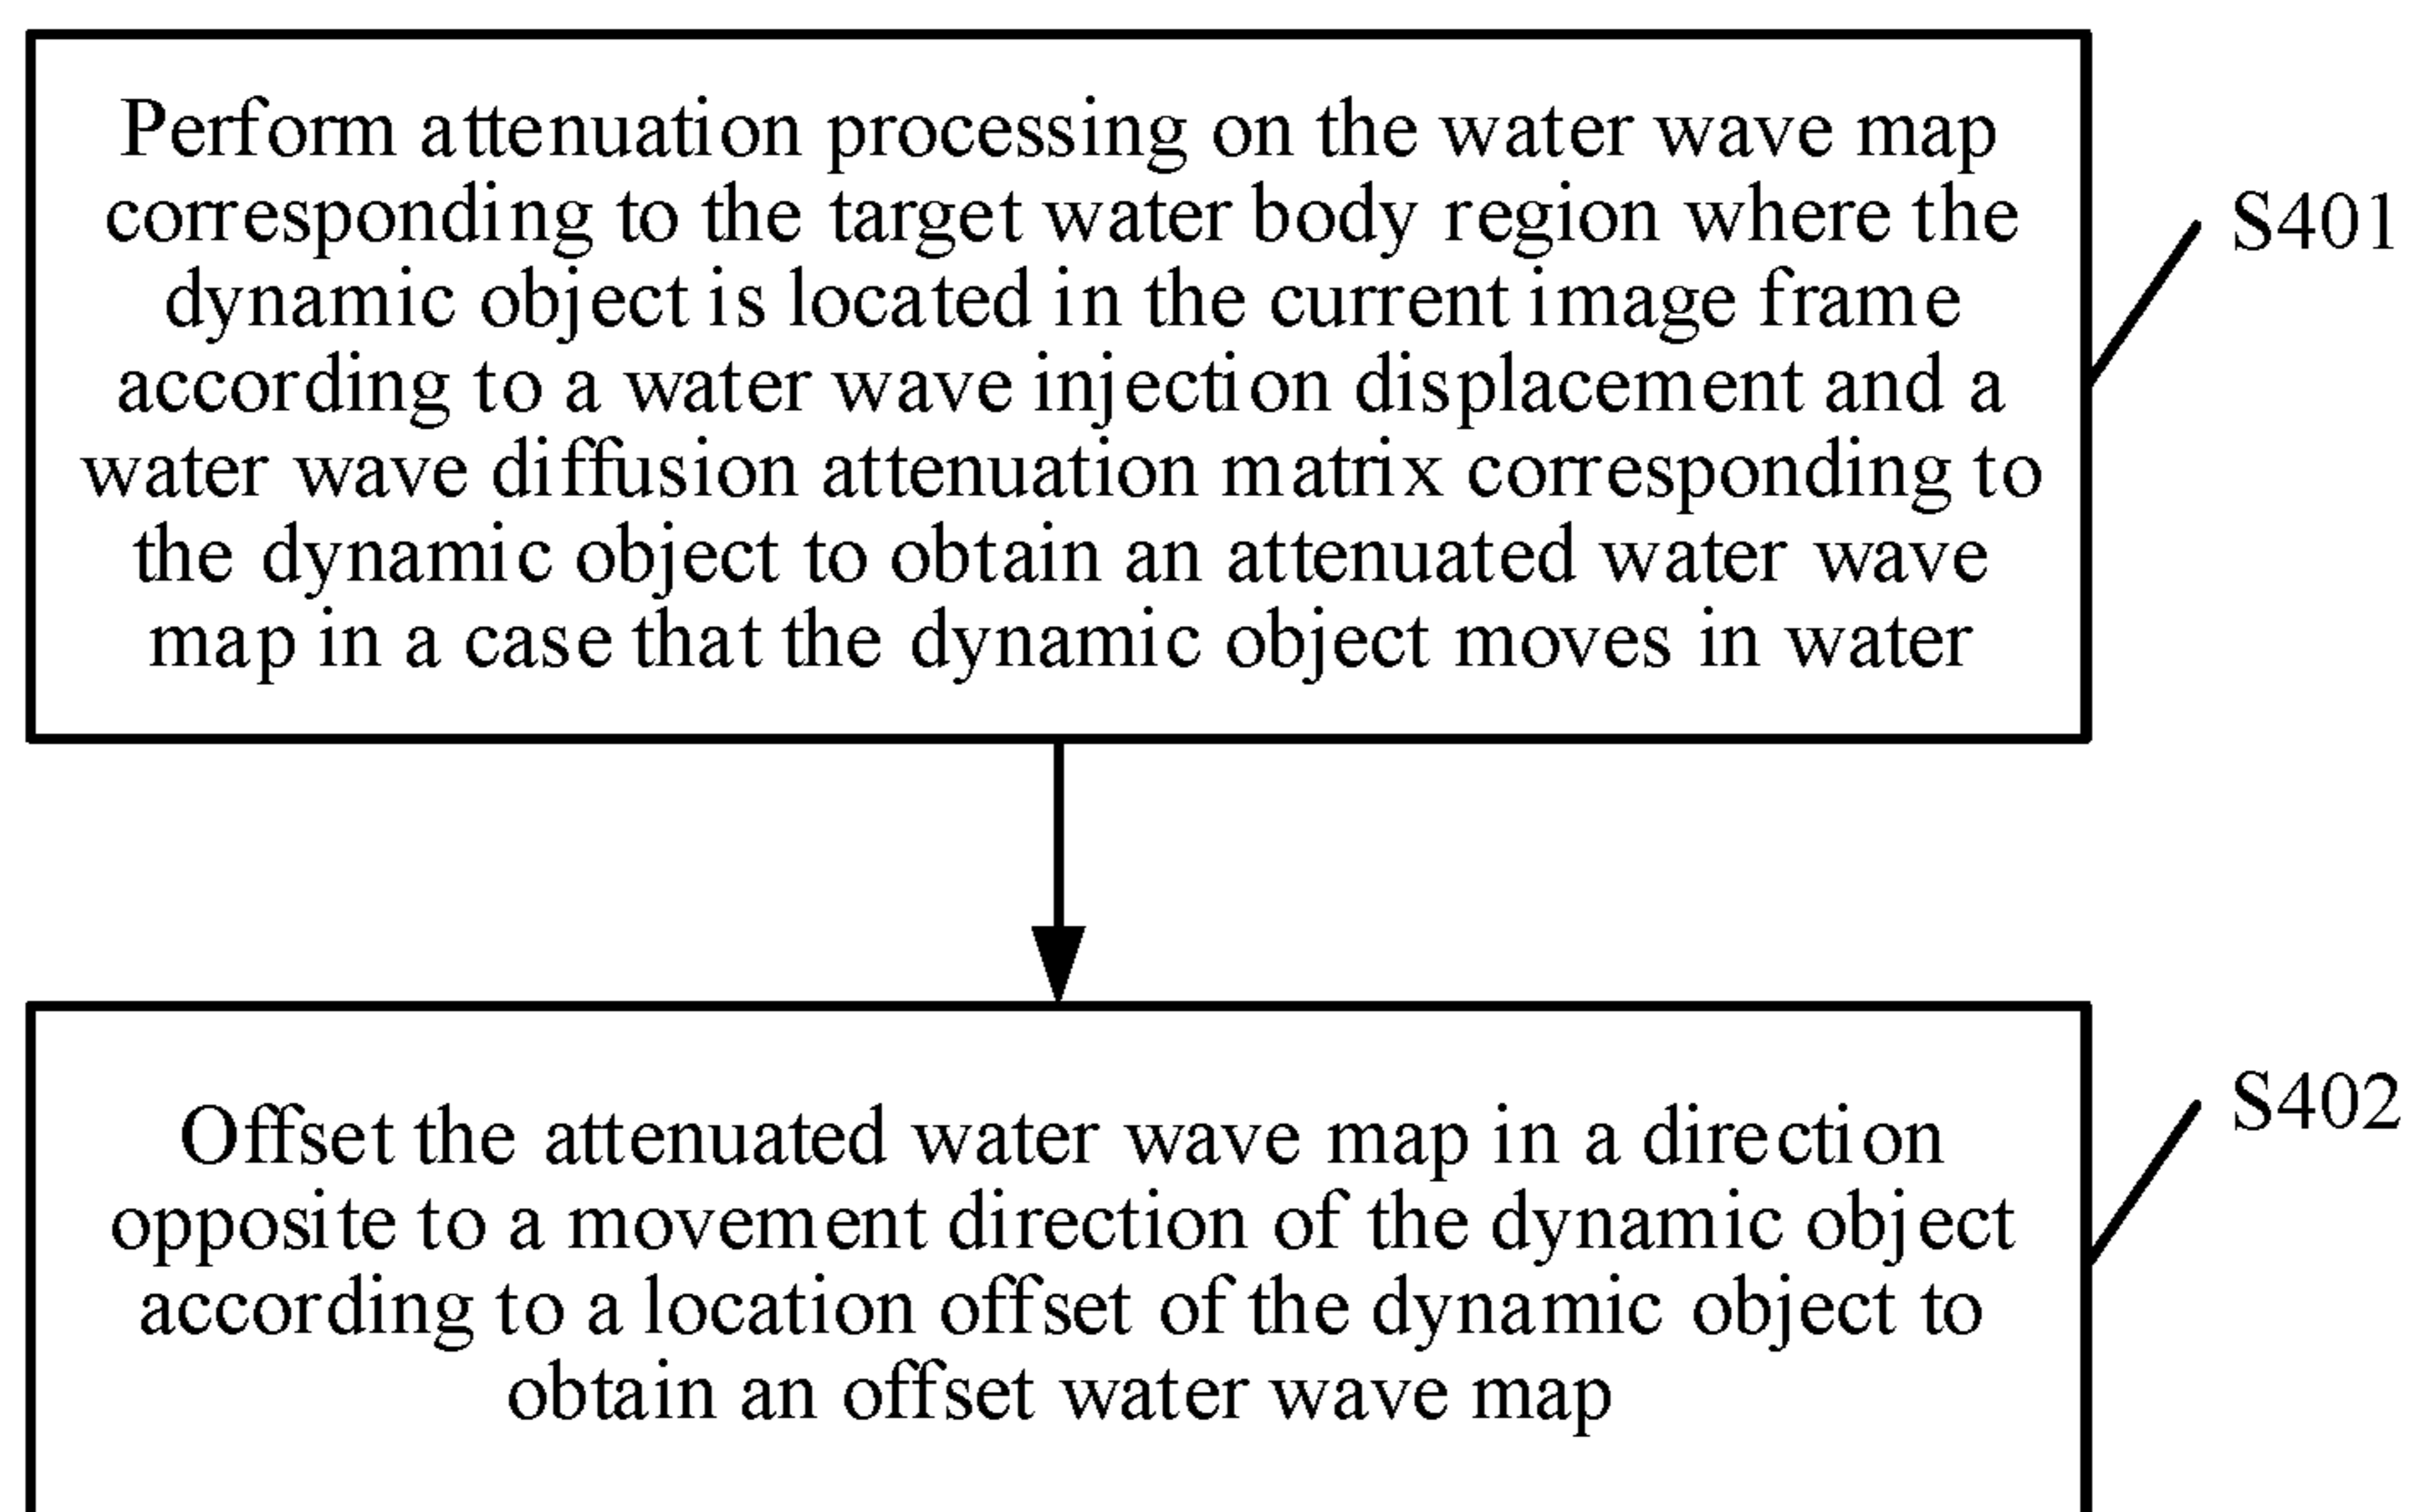 Perform attenuation processing on the water wave map
corresponding to the target water body region where the
dynamic object is located in the current image frame
according to a water wave injection displacement and a
water wave diffusion attenuation matrix corresponding to
the dynamic object to obtain an attenuated water wave
map in a case that the dynamic object moves in water
S401
Offset the attenuated water wave map in a direction
opposite to a movement direction of the dynamic object
according to a location offset of the dynamic object to
obtain an offset water wave map
S402